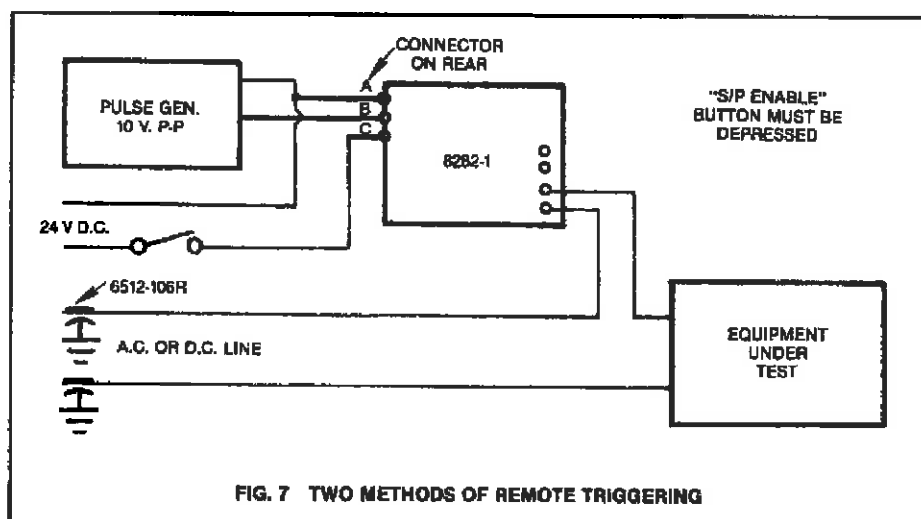 CONNECTOR
ON REAR
PULSE GEN.
10 V. P-P
A
B
C
8282-1
"S/P ENABLE"
BUTTON MUST BE
DEPRESSED
24 V D.C.
6512-106R
A.C. OR D.C. LINE
EQUIPMENT
UNDER
TEST
FIG. 7 TWO METHODS OF REMOTE TRIGGERING